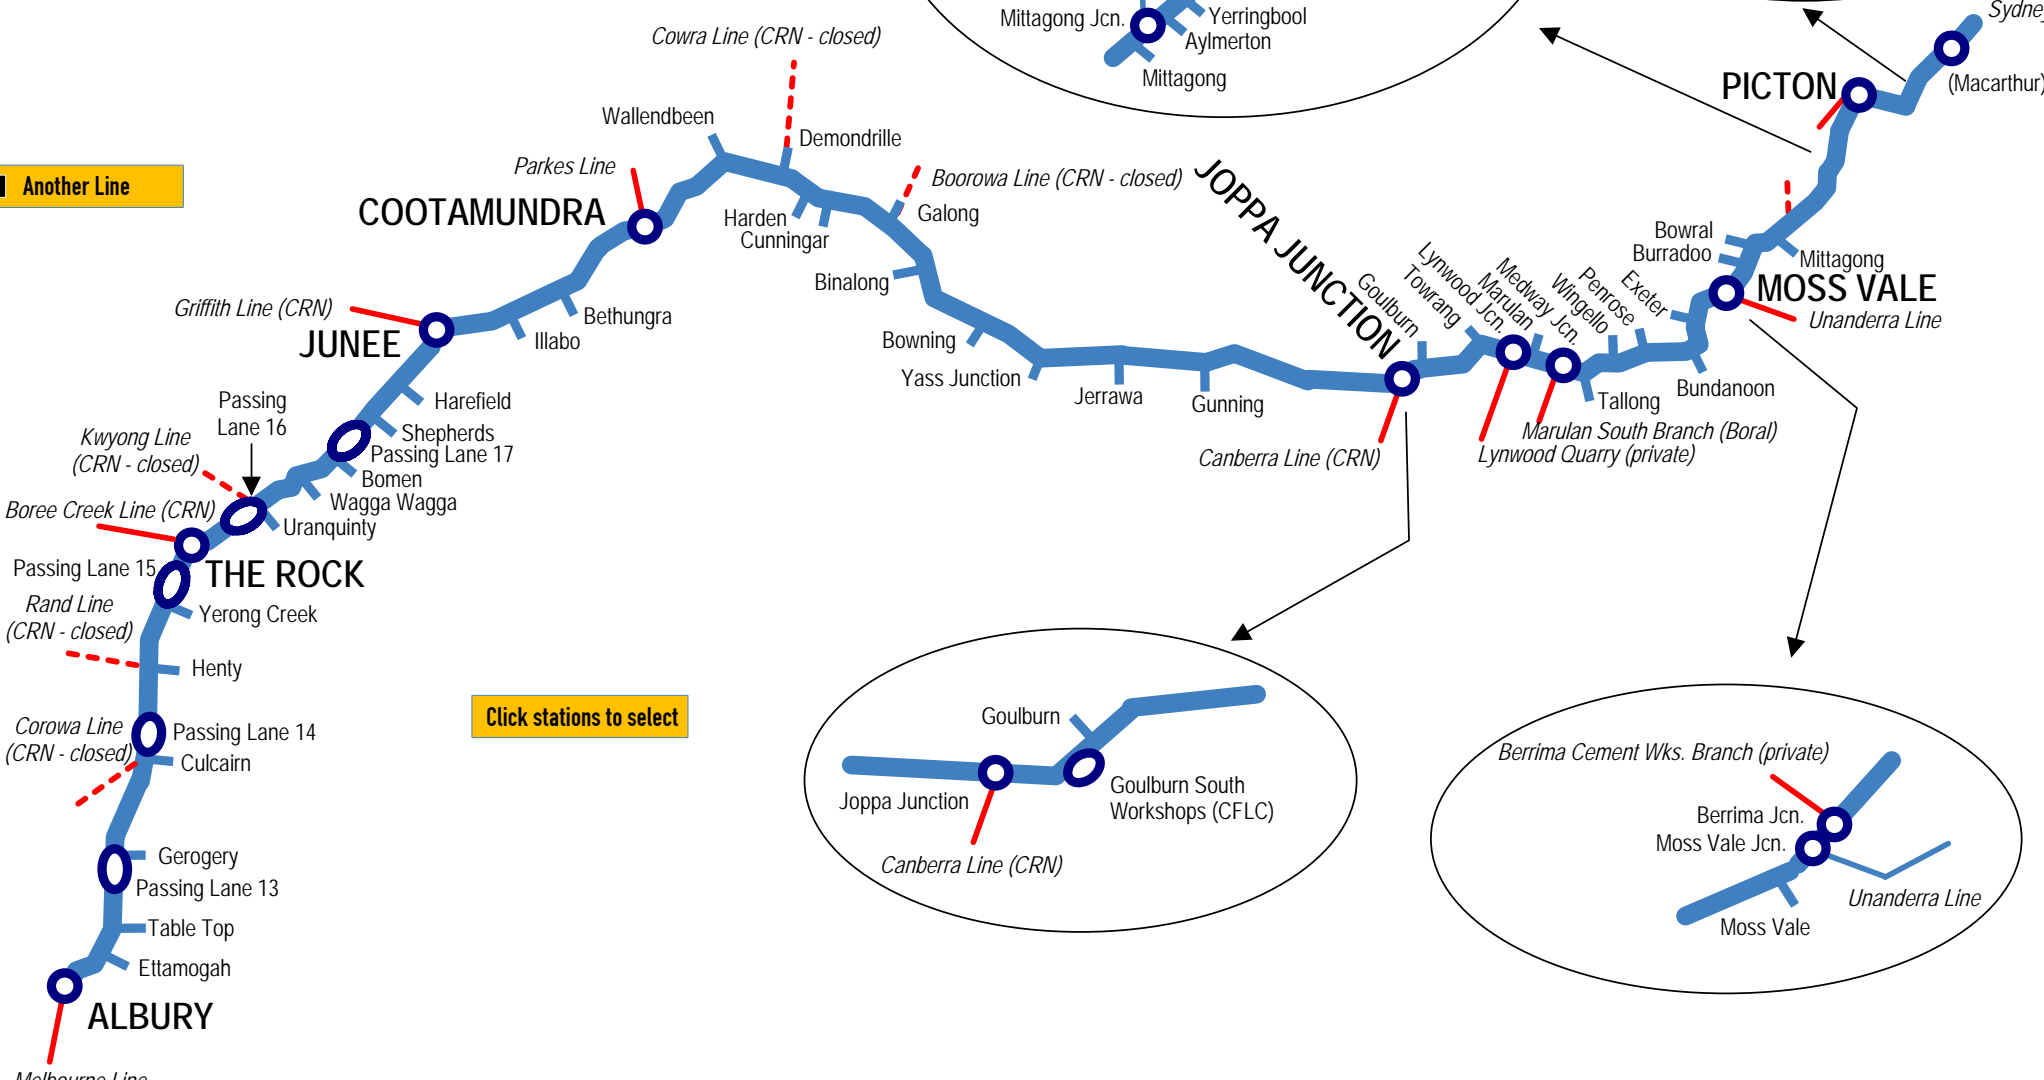 Sydne
(Macarthur)
PICTON
Mittagong Jcn.
Yerringbool
Aylmerton
Mittagong
Cowra Line (CRN - closed)
Wallendbeen
Demondrille
Parkes Line
Another Line
COOTAMUNDRA
Harden
Cunningar
Boorowa Line (CRN - closed)
Galong
Binalong
JOPPA JUNCTION
Goulburn
Towrang
Lynwood Jcn.
Marulan
Medway Jcn.
Wingello
Penrose
Exeter
Bowral
Burradoo
Mittagong
MOSS VALE
Unanderra Line
Bundanoon
Tallong
Marulan South Branch (Boral)
Lynwood Quarry (private)
Canberra Line (CRN)
Griffith Line (CRN)
JUNEE
Bethungra
Illabo
Bowning
Yass Junction
Jerrawa
Gunning
Passing
Lane 16
Harefield
Shepherds
Passing Lane 17
Bomen
Wagga Wagga
Uranquinty
Kwyong Line
(CRN - closed)
Boree Creek Line (CRN)
Passing Lane 15
THE ROCK
Rand Line
(CRN - closed)
Yerong Creek
Henty
Corowa Line
(CRN - closed)
Passing Lane 14
Culcairn
Gerogery
Passing Lane 13
Table Top
Ettamogah
ALBURY
Melbourne Line
Click stations to select
Goulburn
Joppa Junction
Goulburn South
Workshops (CFLC)
Canberra Line (CRN)
Berrima Cement Wks. Branch (private)
Berrima Jcn.
Moss Vale Jcn.
Unanderra Line
Moss Vale